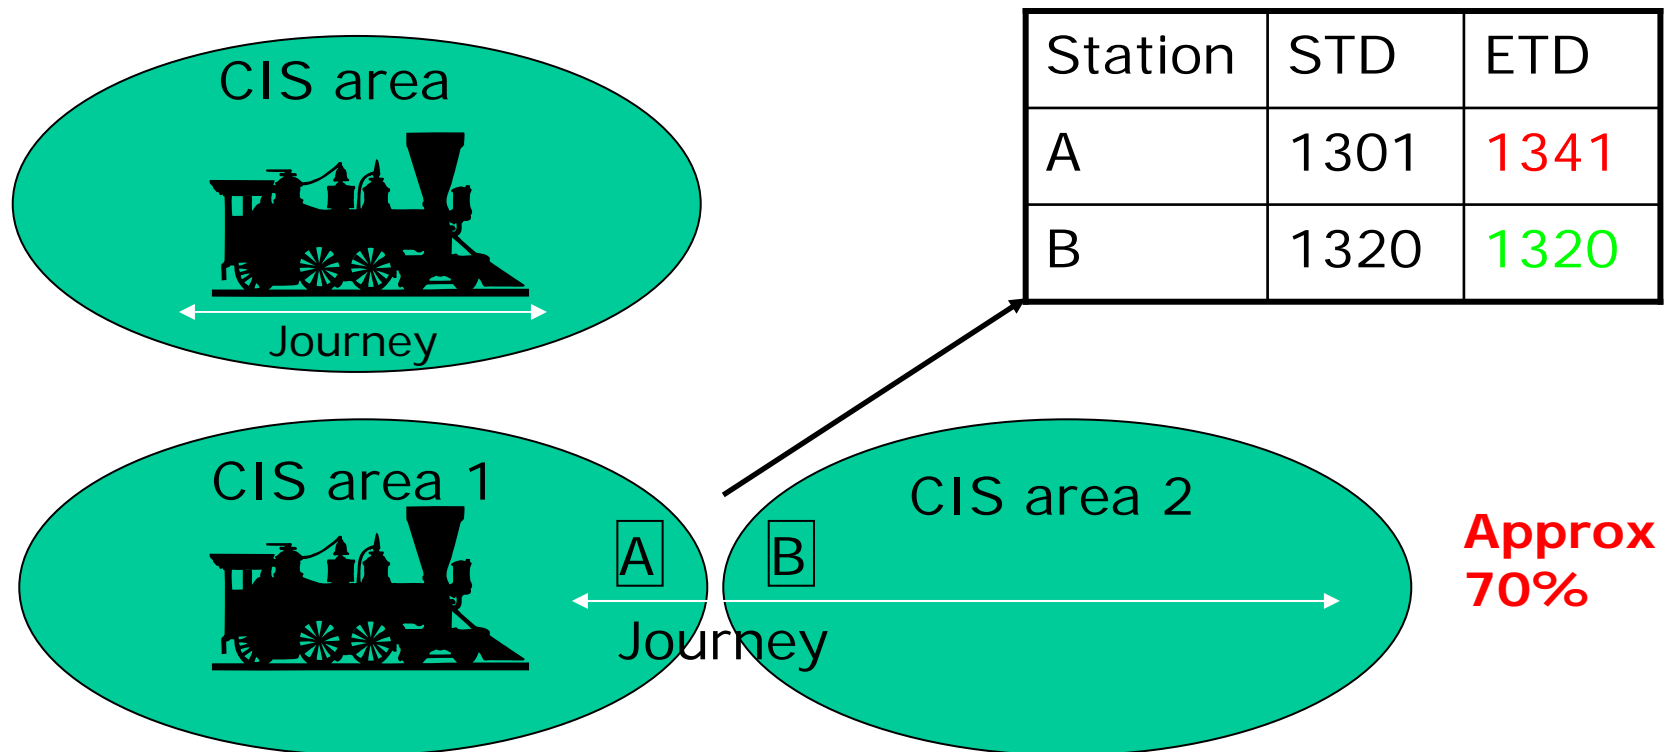 CIS area
Journey
Station STD ETD
A 1301 1341
B 1320 1320
CIS area 1
A
B
Journey
CIS area 2
Approx
70%